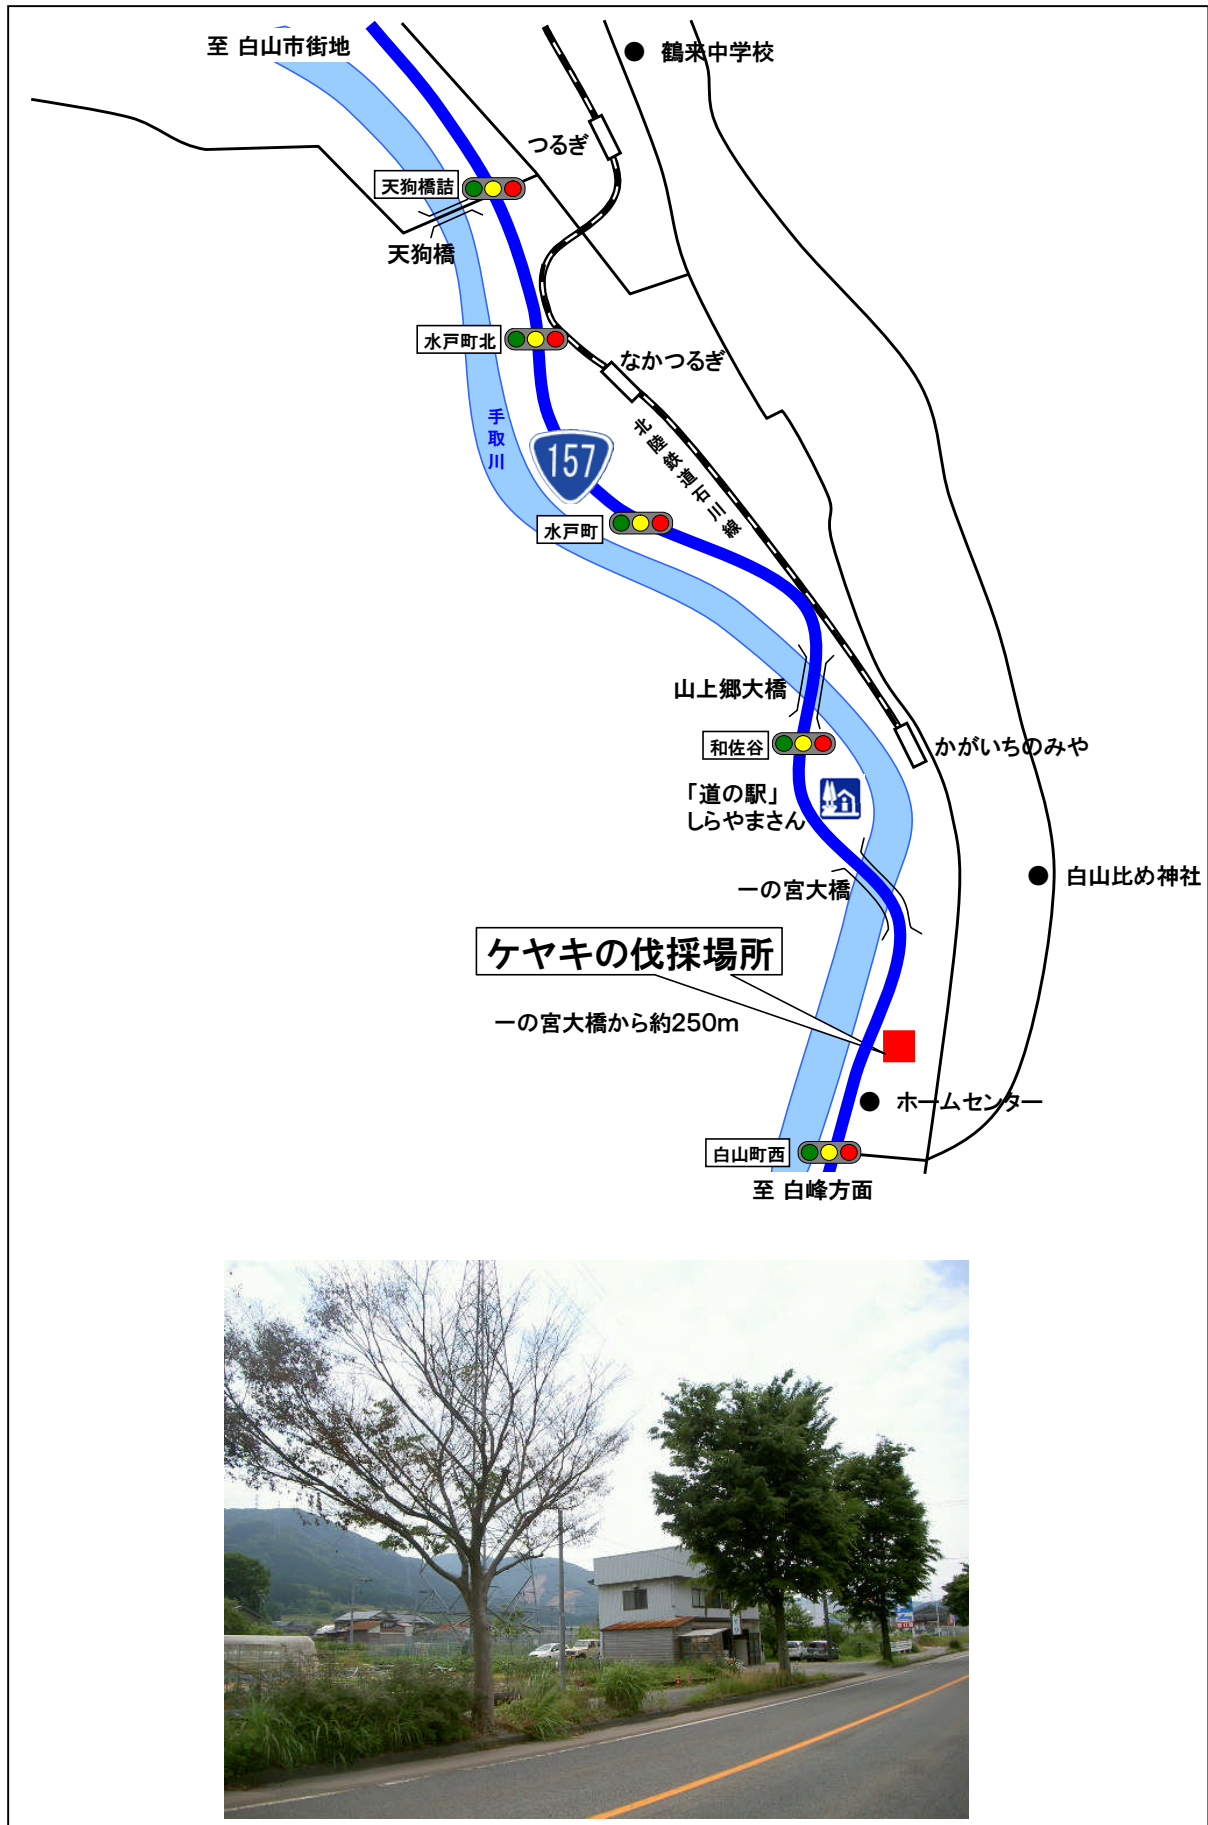 至 白山市街地
鶴来中学校
つるぎ
天狗橋詰
天狗橋
水戸町北
なかつるぎ
手取川
北陸鉄道石川線
157
水戸町
山上郷大橋
和佐谷
かがいちのみや
「道の駅」
しらやまさん
一の宮大橋
白山比め神社
ケヤキの伐採場所
一の宮大橋から約250m
ホームセンター
白山町西
至 白峰方面